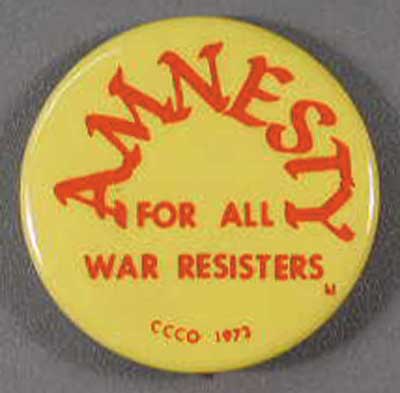 AMNESTY
FOR ALL
WAR RESISTERS
CCCO 1973